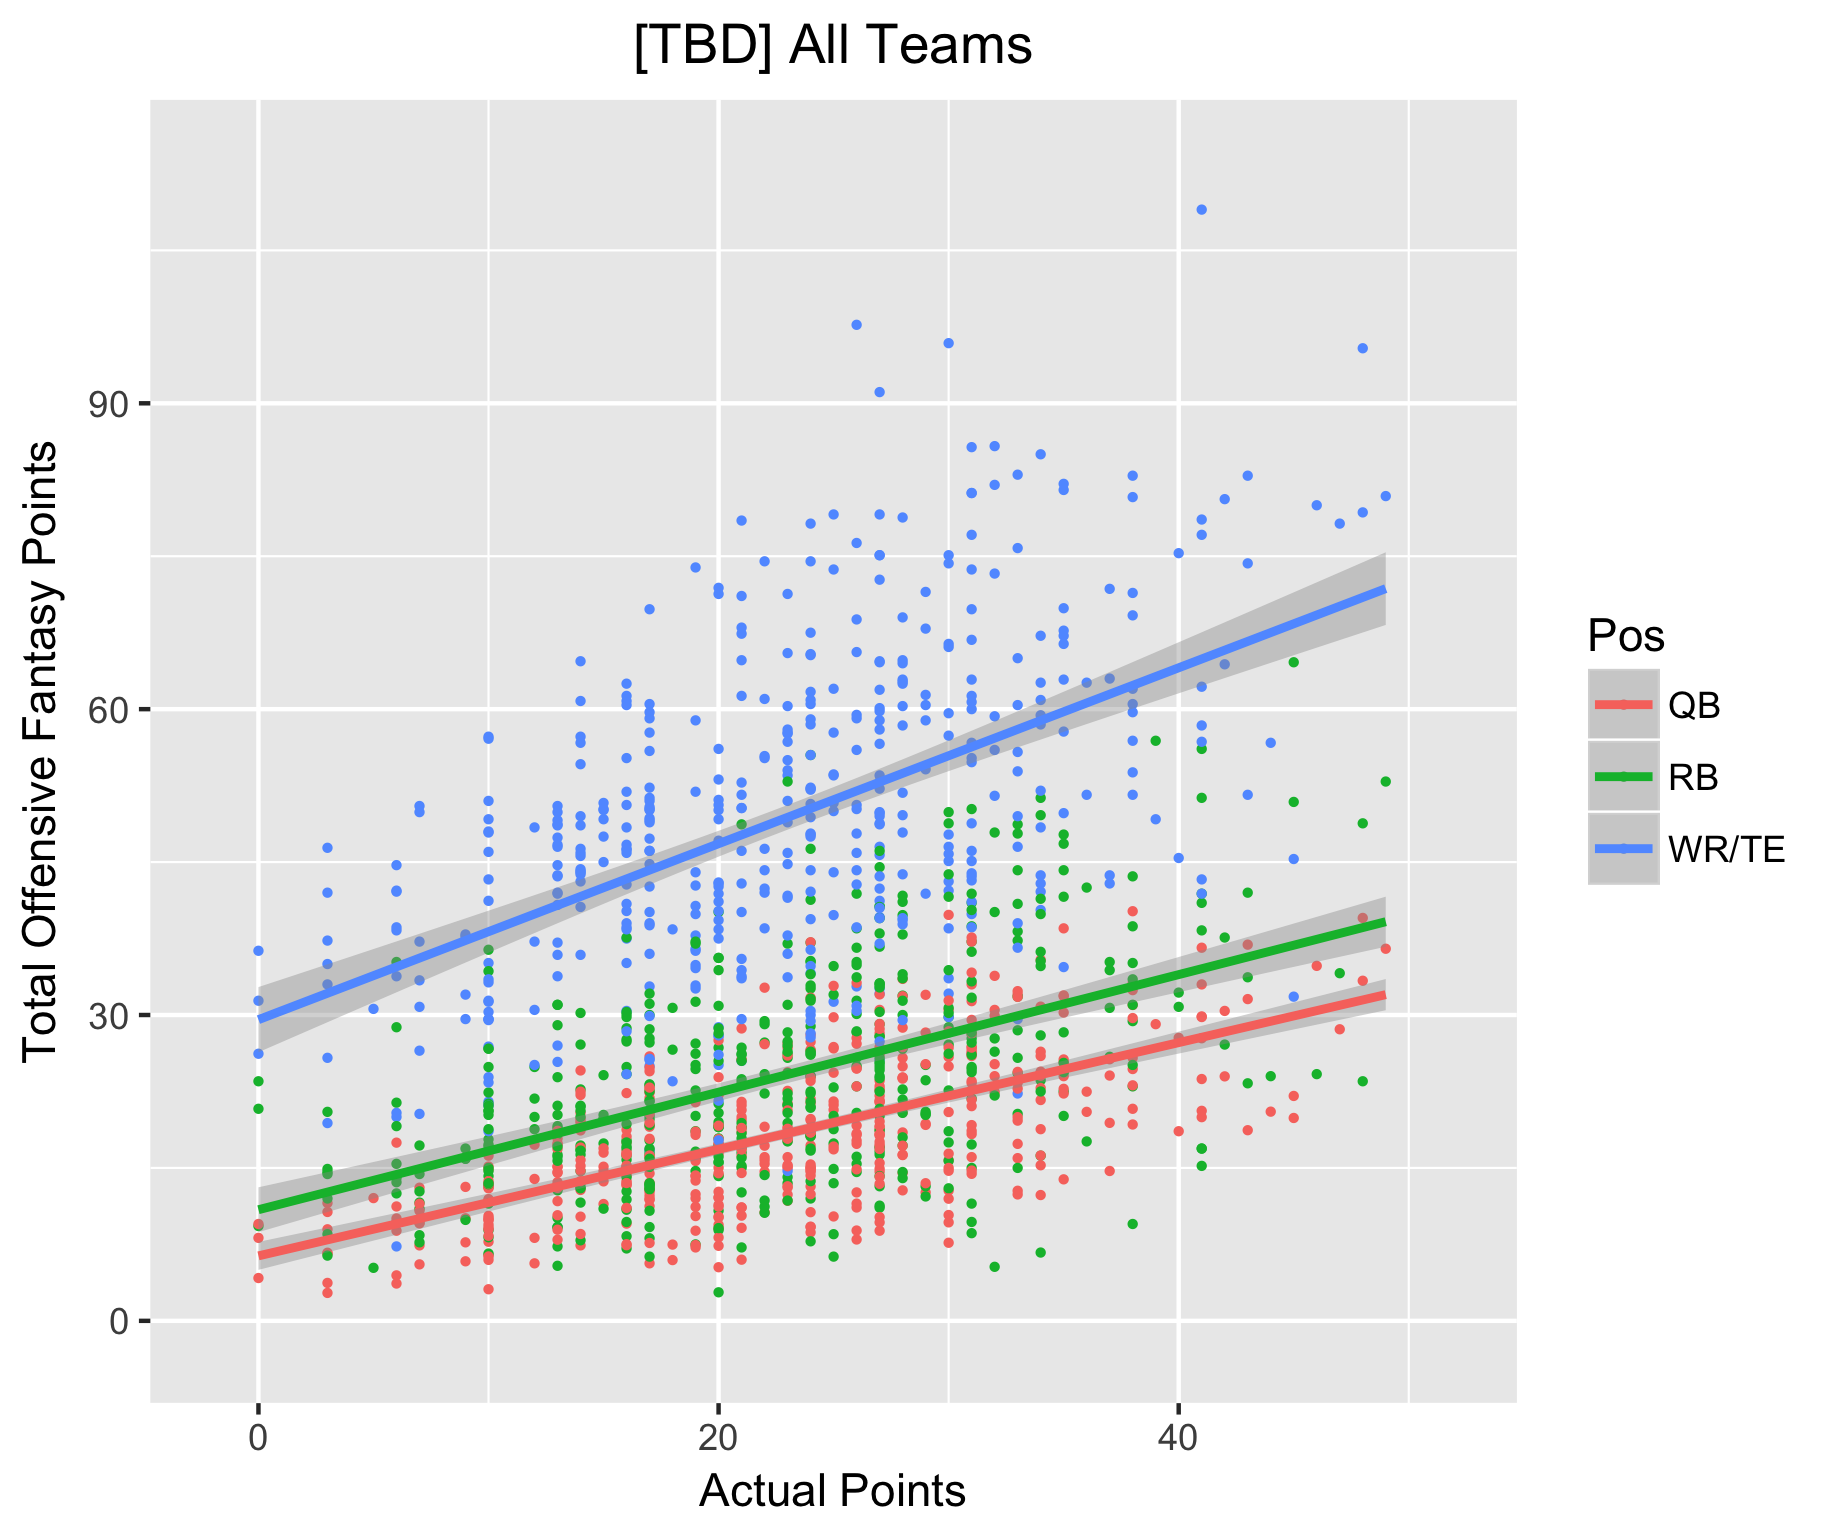 [TBD] All Teams
Total Offensive Fantasy Points
90
60
30
0
0
20
40
Actual Points
Pos
QB
RB
WR/TE